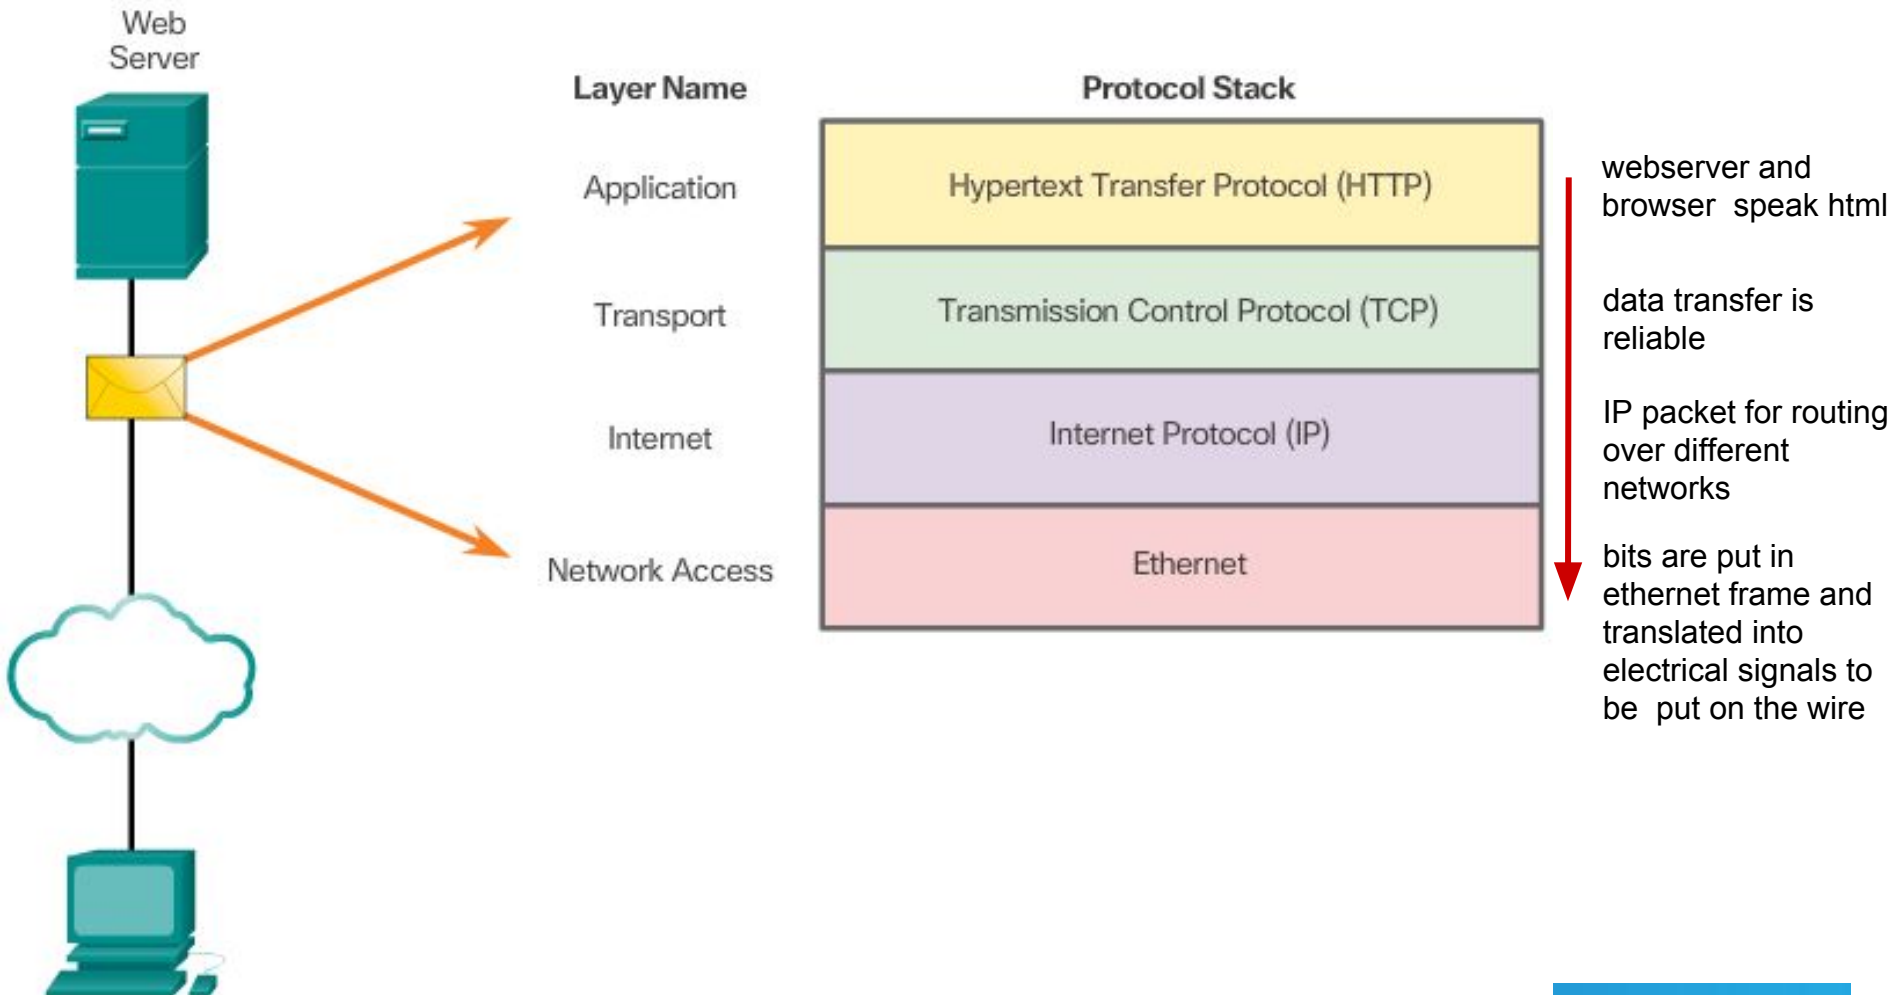 Web
Server
Layer Name
Protocol Stack
Application
Hypertext Transfer Protocol (HTTP)
webserver and
browser  speak html
Transport
Transmission Control Protocol (TCP)
data transfer is
reliable
Internet
Internet Protocol (IP)
IP packet for routing
over different
networks
Network Access
Ethernet
bits are put in
ethernet frame and
translated into
electrical signals to
be  put on the wire